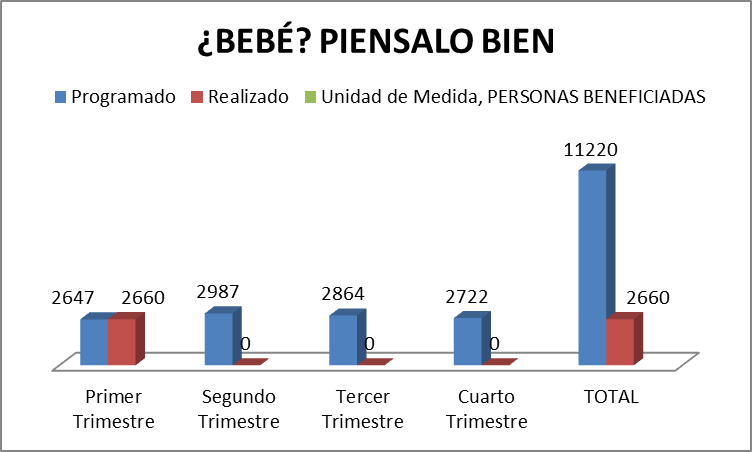 ¿BEBÉ? PIENSALO BIEN
Programado Realizado Unidad de Medida, PERSONAS BENEFICIADAS
11220
2647 2660 2987 2864 2722 2660
0 0 0
Primer Segundo Tercer Cuarto TOTAL
Trimestre Trimestre Trimestre Trimestre